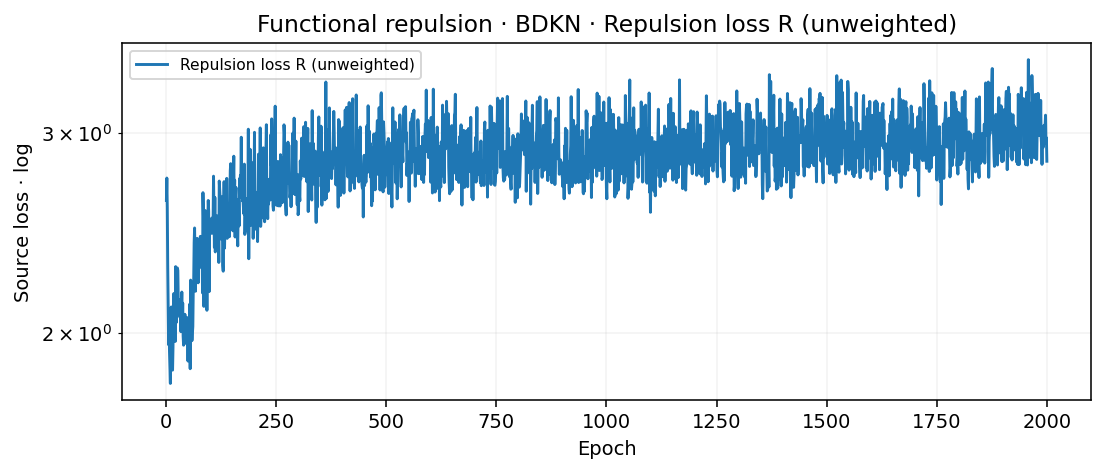 Functional repulsion · BDKN · Repulsion loss R (unweighted)
Repulsion loss R (unweighted)
Source loss · log
3 × 10⁰
2 × 10⁰
0 250 500 750 1000 1250 1500 1750 2000
Epoch